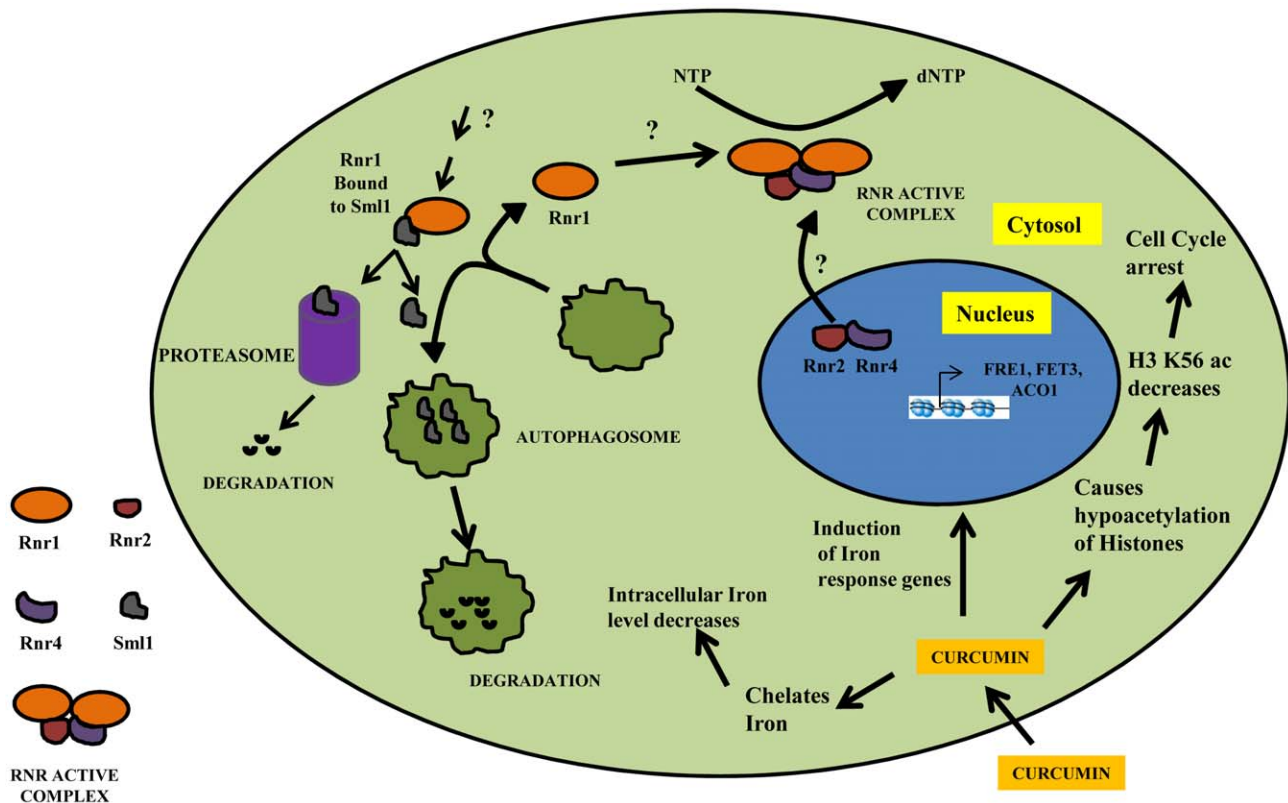 NTP
dNTP
?
Rnr1
Bound
to Sml1
Rnr1
?
RNR ACTIVE
COMPLEX
Cytosol
Cell Cycle
arrest
?
Nucleus
PROTEASOME
Rnr2 Rnr4
FRE1, FET3,
ACO1
H3 K56 ac
decreases
AUTOPHAGOSOME
DEGRADATION
Causes
hypoacetylation
of Histones
Induction
of Iron
response genes
Intracellular Iron
level decreases
DEGRADATION
CURCUMIN
Chelates
Iron
CURCUMIN
Rnr1
Rnr2
Rnr4
Sml1
RNR ACTIVE
COMPLEX